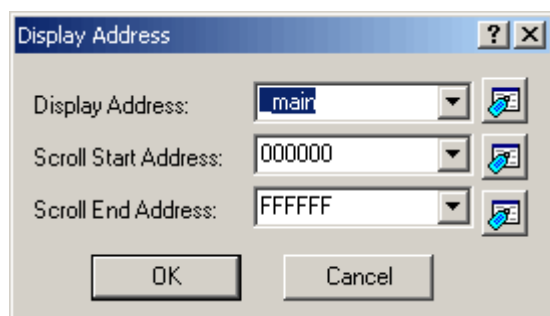 Display Address
Display Address: _main
Scroll Start Address: 000000
Scroll End Address: FFFFFF
OK Cancel